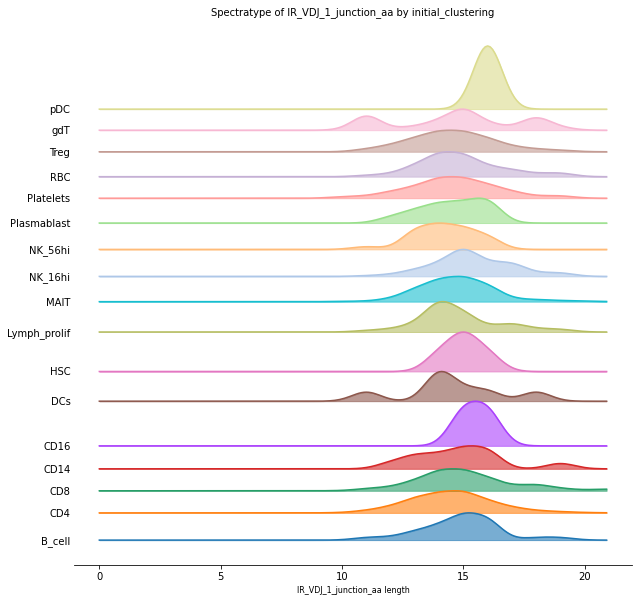 Spectratype of IR_VDJ_1_junction_aa by initial_clustering
pDC
gdT
Treg
RBC
Platelets
Plasmablast
NK_56hi
NK_16hi
MAIT
Lymph_prolif
HSC
DCs
CD16
CD14
CD8
CD4
B_cell
0 5 10 15 20
IR_VDJ_1_junction_aa length